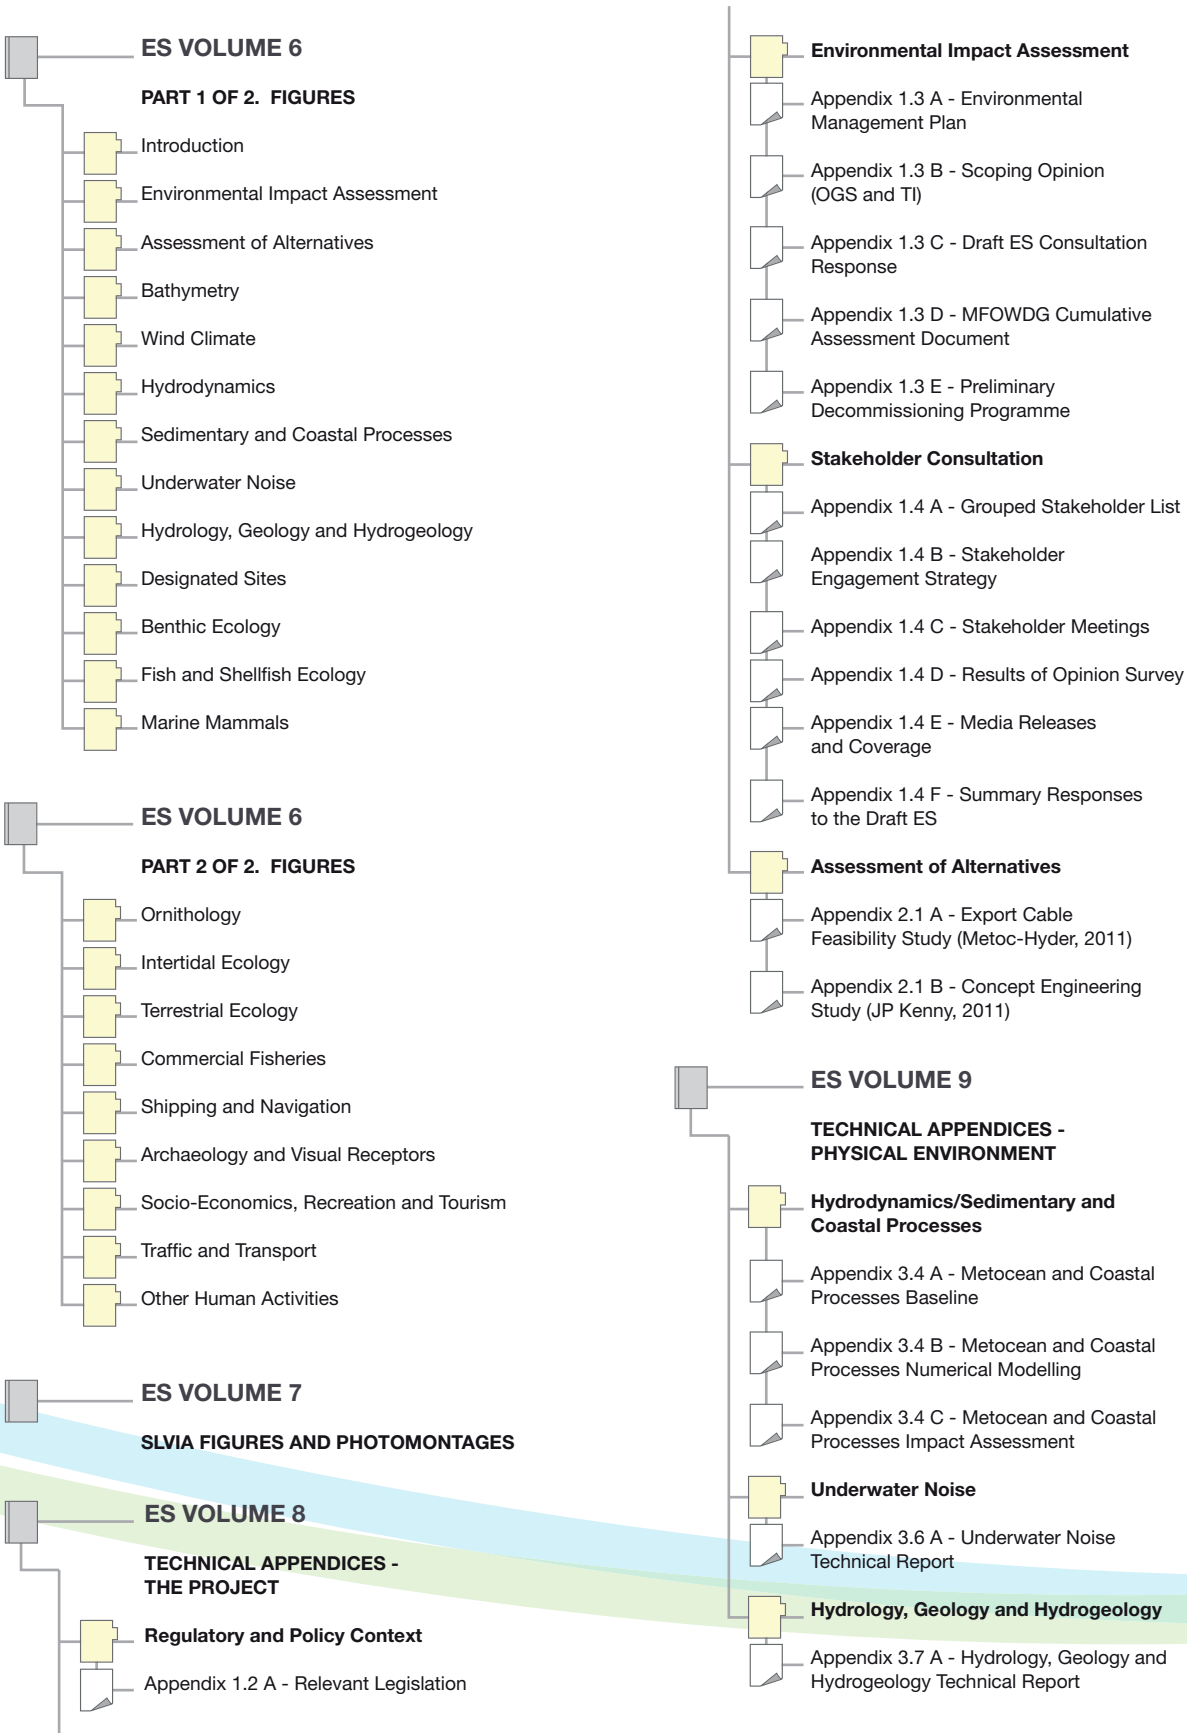 ES VOLUME 6
PART 1 OF 2.  FIGURES
Introduction
Environmental Impact Assessment
Assessment of Alternatives
Bathymetry
Wind Climate
Hydrodynamics
Sedimentary and Coastal Processes
Underwater Noise
Hydrology, Geology and Hydrogeology
Designated Sites
Benthic Ecology
Fish and Shellfish Ecology
Marine Mammals
ES VOLUME 6
PART 2 OF 2.  FIGURES
Ornithology
Intertidal Ecology
Terrestrial Ecology
Commercial Fisheries
Shipping and Navigation
Archaeology and Visual Receptors
Socio-Economics, Recreation and Tourism
Traffic and Transport
Other Human Activities
ES VOLUME 7
SLVIA FIGURES AND PHOTOMONTAGES
ES VOLUME 8
TECHNICAL APPENDICES -
THE PROJECT
Regulatory and Policy Context
Appendix 1.2 A - Relevant Legislation
Environmental Impact Assessment
Appendix 1.3 A - Environmental
Management Plan
Appendix 1.3 B - Scoping Opinion
(OGS and TI)
Appendix 1.3 C - Draft ES Consultation
Response
Appendix 1.3 D - MFOWDG Cumulative
Assessment Document
Appendix 1.3 E - Preliminary
Decommissioning Programme
Stakeholder Consultation
Appendix 1.4 A - Grouped Stakeholder List
Appendix 1.4 B - Stakeholder
Engagement Strategy
Appendix 1.4 C - Stakeholder Meetings
Appendix 1.4 D - Results of Opinion Survey
Appendix 1.4 E - Media Releases
and Coverage
Appendix 1.4 F - Summary Responses
to the Draft ES
Assessment of Alternatives
Appendix 2.1 A - Export Cable
Feasibility Study (Metoc-Hyder, 2011)
Appendix 2.1 B - Concept Engineering
Study (JP Kenny, 2011)
ES VOLUME 9
TECHNICAL APPENDICES -
PHYSICAL ENVIRONMENT
Hydrodynamics/Sedimentary and
Coastal Processes
Appendix 3.4 A - Metocean and Coastal
Processes Baseline
Appendix 3.4 B - Metocean and Coastal
Processes Numerical Modelling
Appendix 3.4 C - Metocean and Coastal
Processes Impact Assessment
Underwater Noise
Appendix 3.6 A - Underwater Noise
Technical Report
Hydrology, Geology and Hydrogeology
Appendix 3.7 A - Hydrology, Geology and
Hydrogeology Technical Report